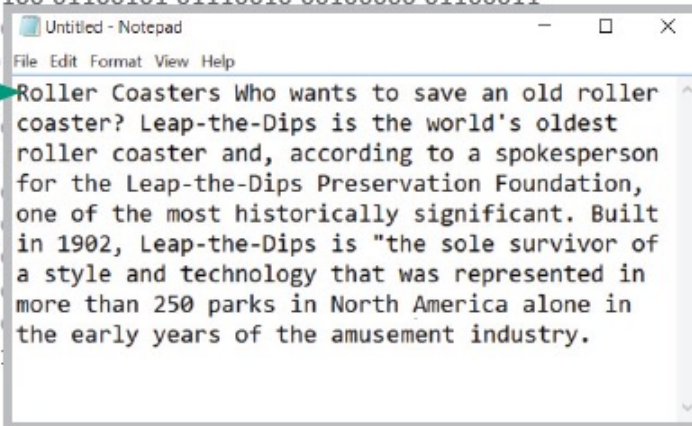 Untitled - Notepad
File Edit Format View Help
Roller Coasters Who wants to save an old roller
coaster? Leap-the-Dips is the world's oldest
roller coaster and, according to a spokesperson
for the Leap-the-Dips Preservation Foundation,
one of the most historically significant. Built
in 1902, Leap-the-Dips is "the sole survivor of
a style and technology that was represented in
more than 250 parks in North America alone in
the early years of the amusement industry.